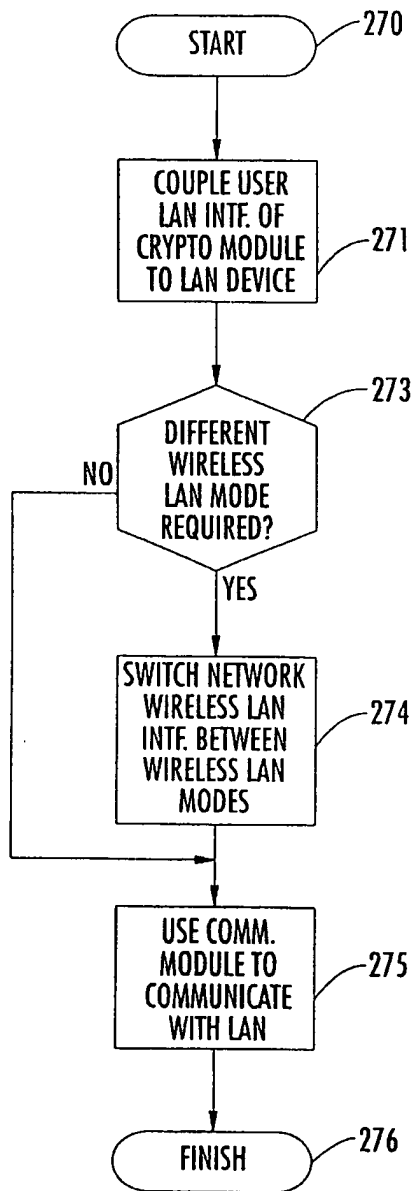 START
270
COUPLE USER
LAN INTF. OF
CRYPTO MODULE
TO LAN DEVICE
271
273
DIFFERENT
WIRELESS
LAN MODE
REQUIRED?
NO
YES
SWITCH NETWORK
WIRELESS LAN
INTF. BETWEEN
WIRELESS LAN
MODES
274
USE COMM.
MODULE TO
COMMUNICATE
WITH LAN
275
FINISH
276